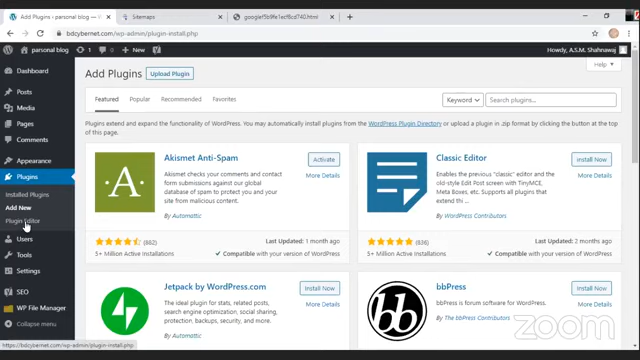 Add Plugins ‹ parsonal blog —
Sitemaps
googlef5b9fe1ecf8cd740.html
bdcybernet.com/wp-admin/plugin-install.php
parsonal blog
1
0
New
Howdy, A.S.M. Shahnawaj
Help
Dashboard
Posts
Media
Pages
Comments
Appearance
Plugins
Installed Plugins
Add New
Plugin Editor
Users
Tools
Settings
SEO
WP File Manager
Collapse menu
Add Plugins
Upload Plugin
Featured
Popular
Recommended
Favorites
Keyword
Search plugins...
Plugins extend and expand the functionality of WordPress. You may automatically install plugins from the WordPress Plugin Directory or upload a plugin in .zip format by clicking the button at the top
of this page.
Akismet Anti-Spam
Activate
More Details
Akismet checks your comments and
contact form submissions against our
global database of spam to protect you and
your site from malicious content.
By Automattic
(882)
Last Updated: 1 month ago
5+ Million Active Installations
Compatible with your version of WordPress
Classic Editor
Install Now
More Details
Enables the previous "classic" editor and the
old-style Edit Post screen with TinyMCE,
Meta Boxes, etc. Supports all plugins that
extend thi...
By WordPress Contributors
(836)
Last Updated: 2 months ago
5+ Million Active Installations
Compatible with your version of WordPress
Jetpack by WordPress.com
Install Now
More Details
The ideal plugin for stats, related posts,
search engine optimization, social sharing,
protection, backups, security, and more.
By Automattic
bb
bbPress
Install Now
More Details
bbPress is forum software for WordPress.
By The bbPress Contributors
https://bdcybernet.com/wp-admin/plugin-install.php
zoom